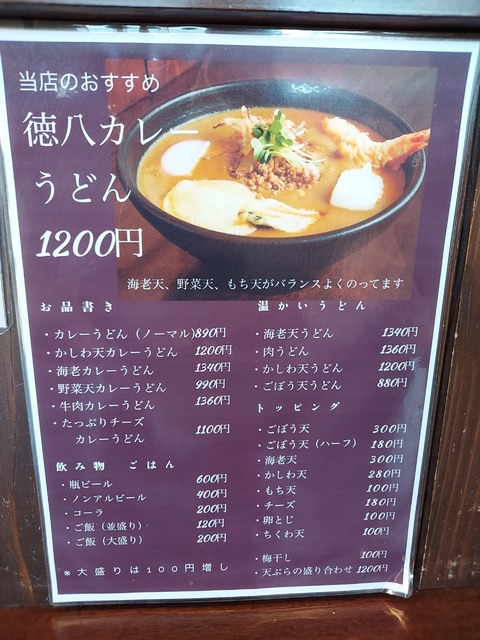 当店のおすすめ
徳八カレー
うどん
1200円
海老天、野菜天、もち天がバランスよくのってます
お品書き
・カレーうどん（ノーマル）890円
・かしわ天カレーうどん 1200円
・海老カレーうどん 1340円
・野菜天カレーうどん 990円
・牛肉カレーうどん 1360円
・たっぷりチーズ
カレーうどん 1100円
飲み物 ごはん
・瓶ビール 600円
・ノンアルビール 400円
・コーラ 200円
・ご飯（並盛り） 120円
・ご飯（大盛り） 200円
※大盛りは100円増し
温かいうどん
・海老天うどん 1340円
・肉うどん 1360円
・かしわ天うどん 1200円
・ごぼう天うどん 880円
トッピング
・ごぼう天 300円
・ごぼう天（ハーフ） 180円
・海老天 300円
・かしわ天 280円
・もち天 100円
・チーズ 180円
・卵とじ 100円
・ちくわ天 100円
・梅干し 100円
・天ぷらの盛り合わせ 1200円